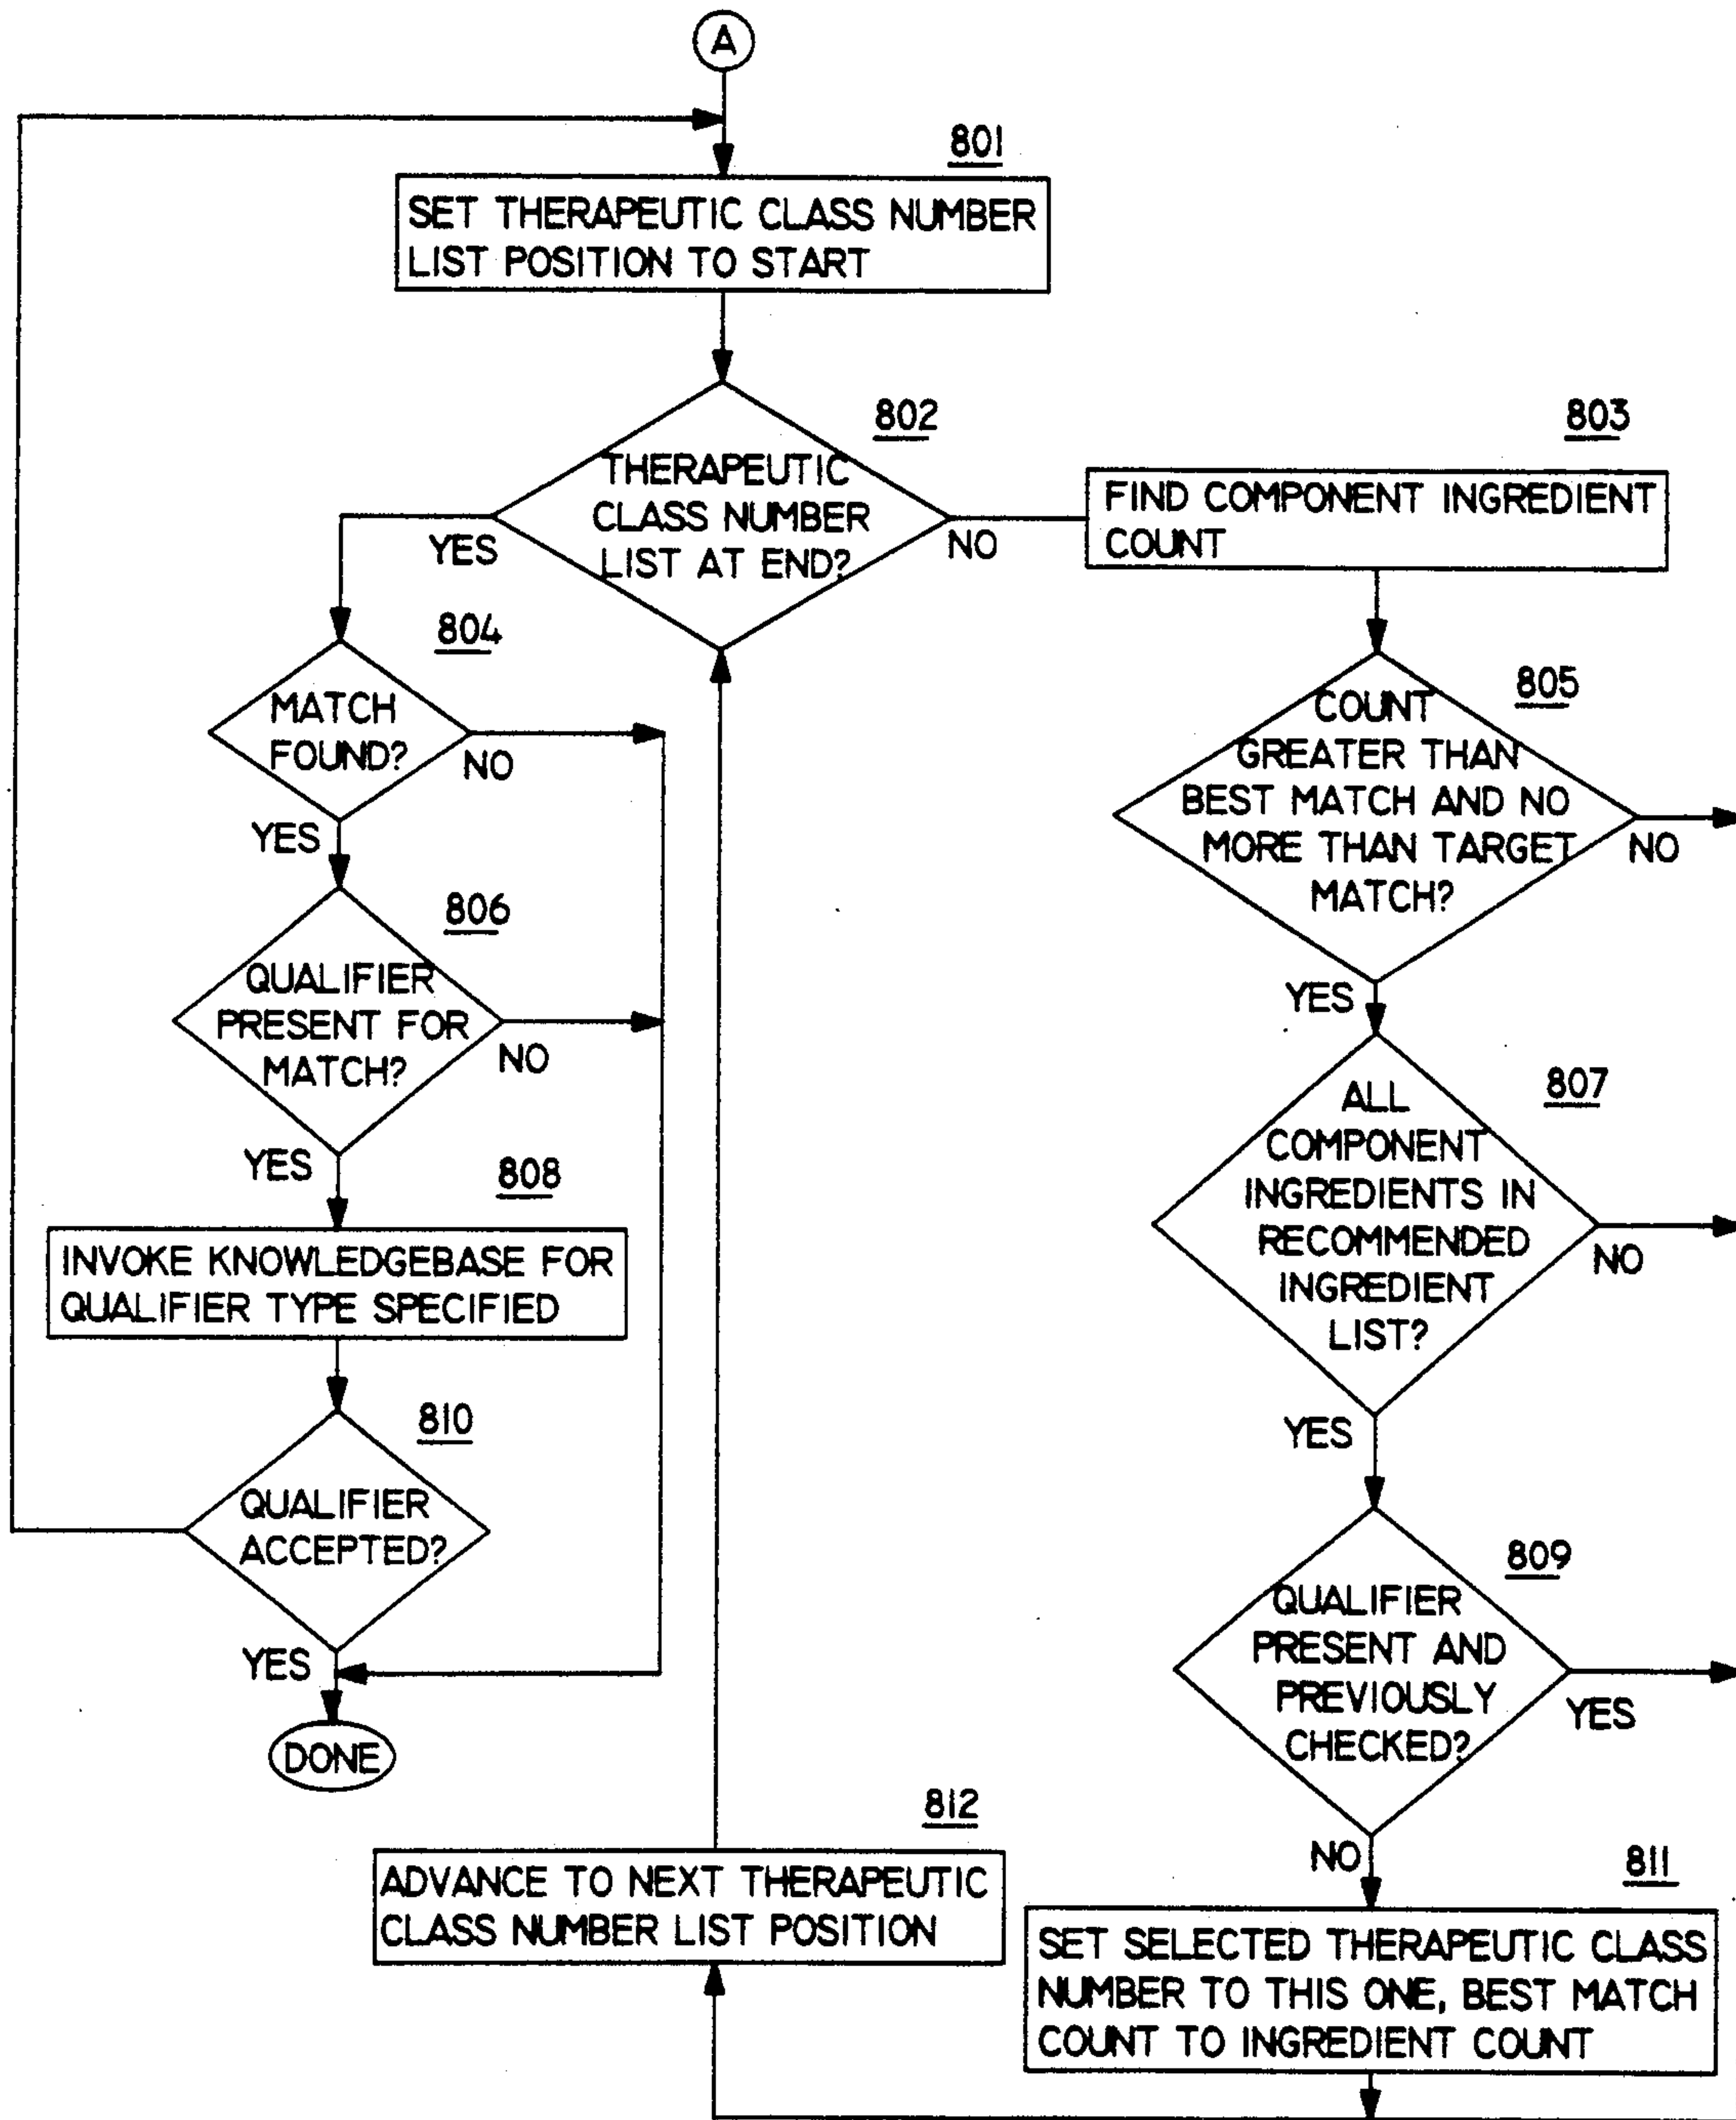 A
801
SET THERAPEUTIC CLASS NUMBER
LIST POSITION TO START
802
THERAPEUTIC
CLASS NUMBER
LIST AT END?
YES
NO
803
FIND COMPONENT INGREDIENT
COUNT
804
MATCH
FOUND?
NO
YES
805
COUNT
GREATER THAN
BEST MATCH AND NO
MORE THAN TARGET
MATCH?
NO
YES
806
QUALIFIER
PRESENT FOR
MATCH?
NO
YES
807
ALL
COMPONENT
INGREDIENTS IN
RECOMMENDED
INGREDIENT
LIST?
NO
YES
808
INVOKE KNOWLEDGEBASE FOR
QUALIFIER TYPE SPECIFIED
810
QUALIFIER
ACCEPTED?
YES
DONE
809
QUALIFIER
PRESENT AND
PREVIOUSLY
CHECKED?
YES
NO
812
ADVANCE TO NEXT THERAPEUTIC
CLASS NUMBER LIST POSITION
811
SET SELECTED THERAPEUTIC CLASS
NUMBER TO THIS ONE, BEST MATCH
COUNT TO INGREDIENT COUNT